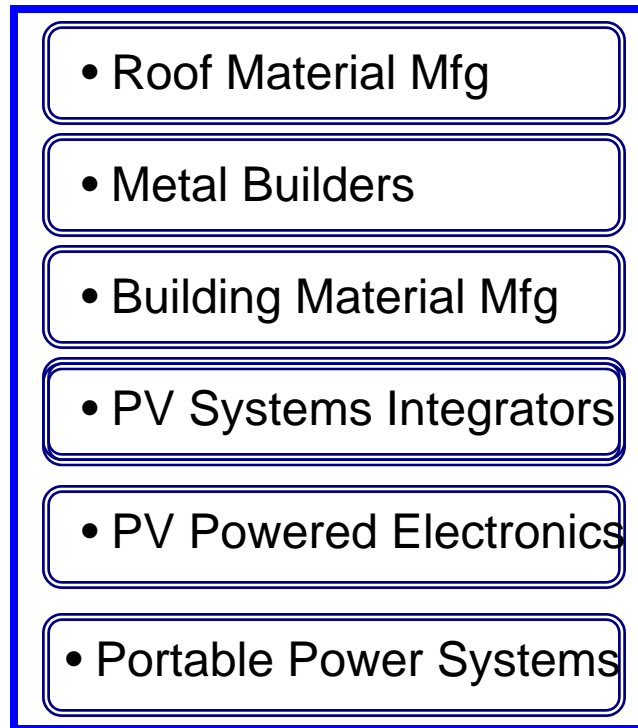 • Roof Material Mfg
• Metal Builders
• Building Material Mfg
• PV Systems Integrators
• PV Powered Electronics
• Portable Power Systems